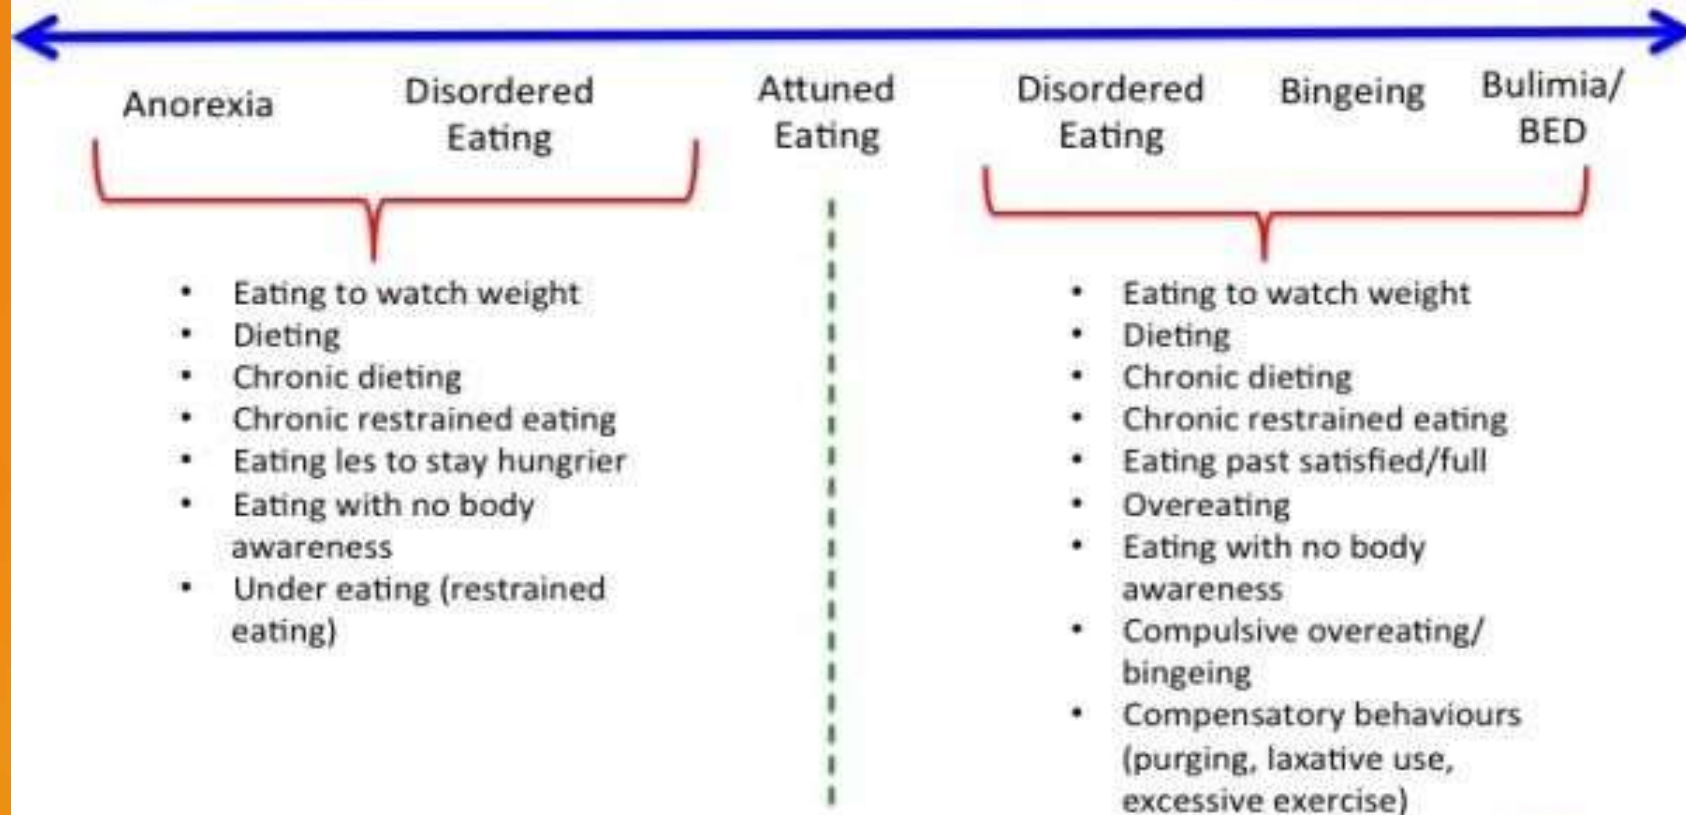 Anorexia
Disordered
Eating
Attuned
Eating
Disordered
Eating
Bingeing
Bulimia/
BED
• Eating to watch weight
• Dieting
• Chronic dieting
• Chronic restrained eating
• Eating les to stay hungrier
• Eating with no body
awareness
• Under eating (restrained
eating)
• Eating to watch weight
• Dieting
• Chronic dieting
• Chronic restrained eating
• Eating past satisfied/full
• Overeating
• Eating with no body
awareness
• Compulsive overeating/
bingeing
• Compensatory behaviours
(purging, laxative use,
excessive exercise)